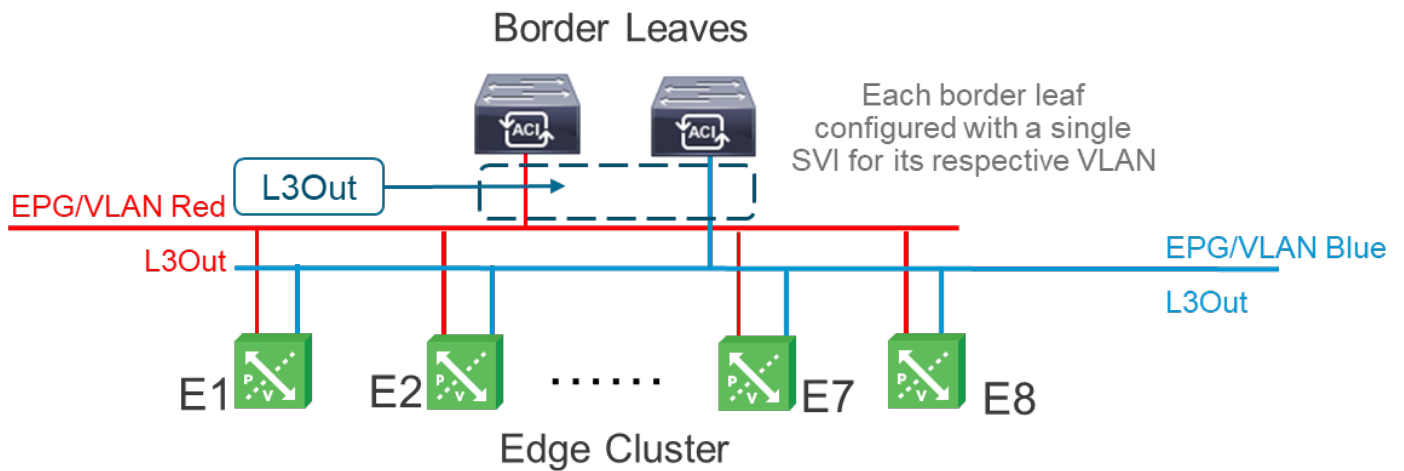 Border Leaves
ACI
ACI
Each border leaf
configured with a single
SVI for its respective VLAN
L3Out
EPG/VLAN Red
L3Out
EPG/VLAN Blue
L3Out
P
V
P
V
P
V
P
V
E1
E2
......
E7
E8
Edge Cluster